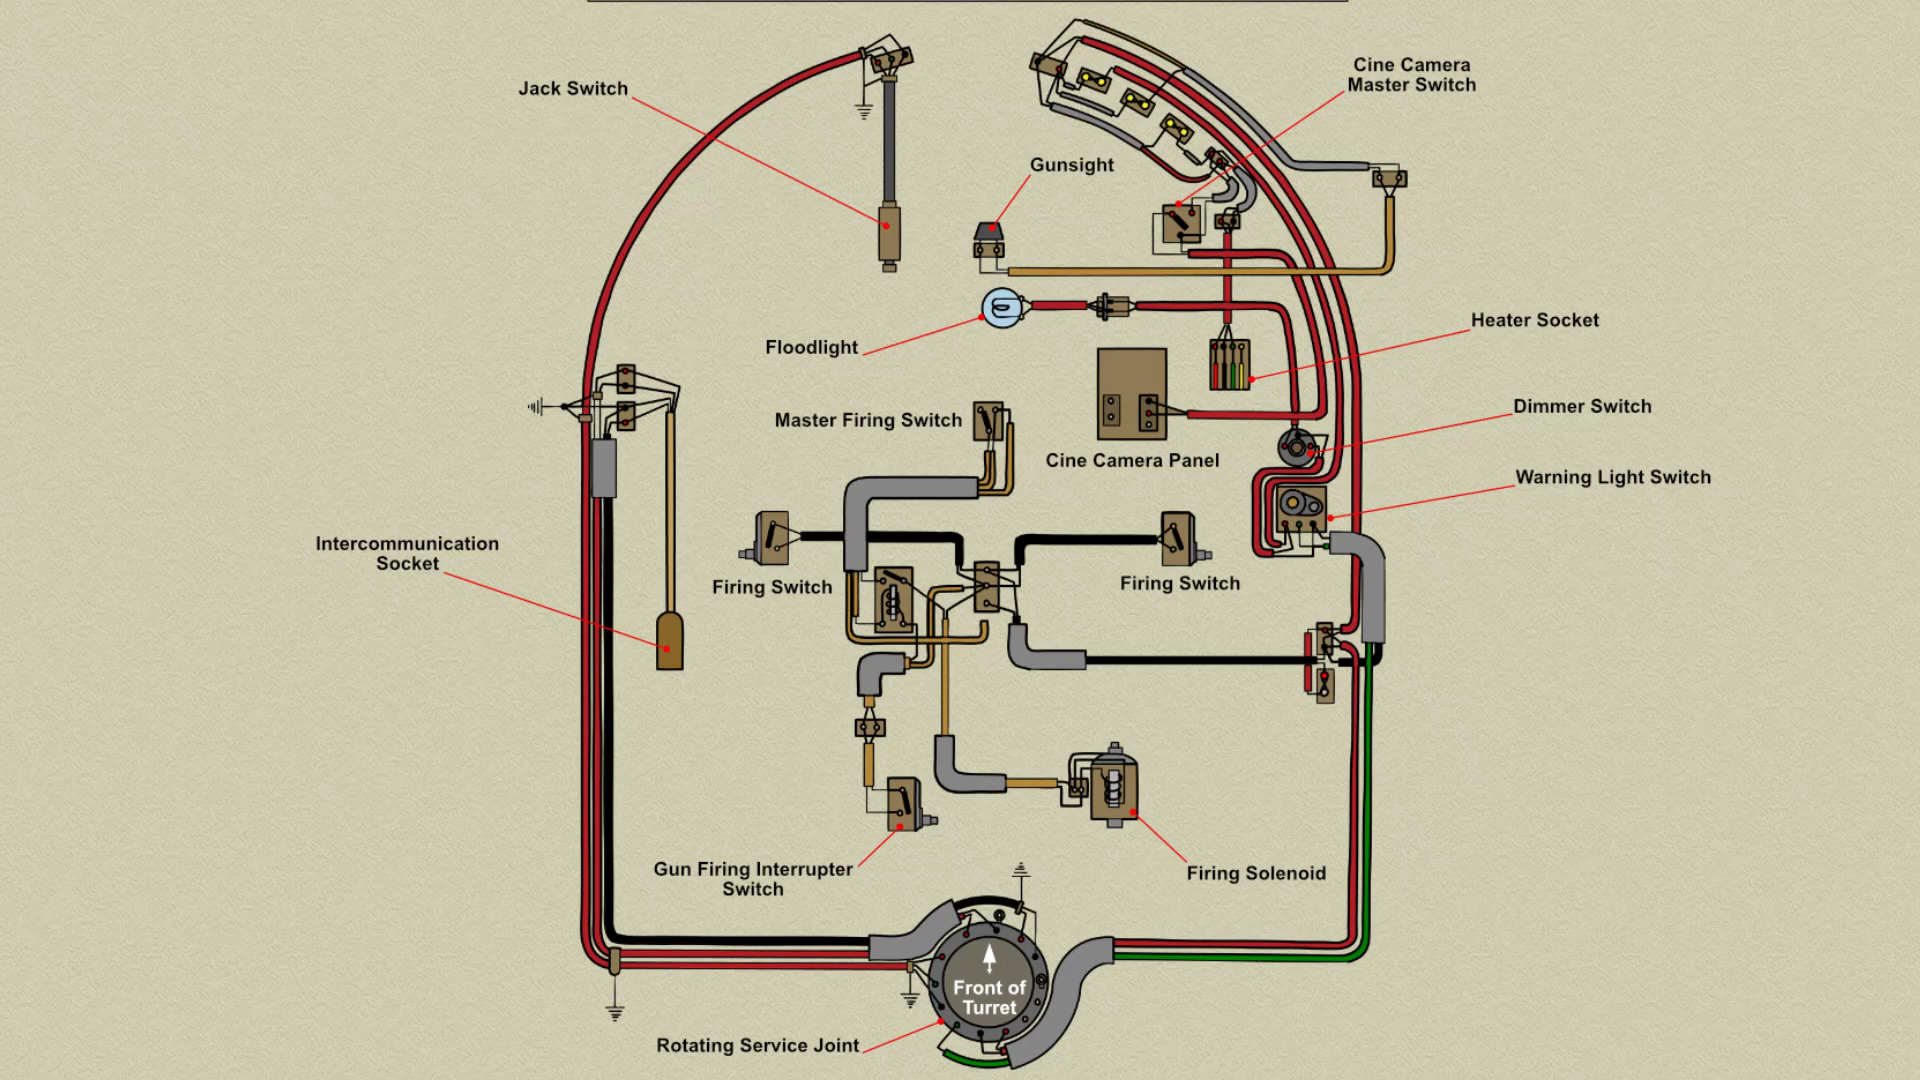 Jack Switch
Cine Camera
Master Switch
Gunsight
Floodlight
Heater Socket
Dimmer Switch
Master Firing Switch
Cine Camera Panel
Warning Light Switch
Intercommunication
Socket
Firing Switch
Firing Switch
Gun Firing Interrupter
Switch
Firing Solenoid
Front of
Turret
Rotating Service Joint